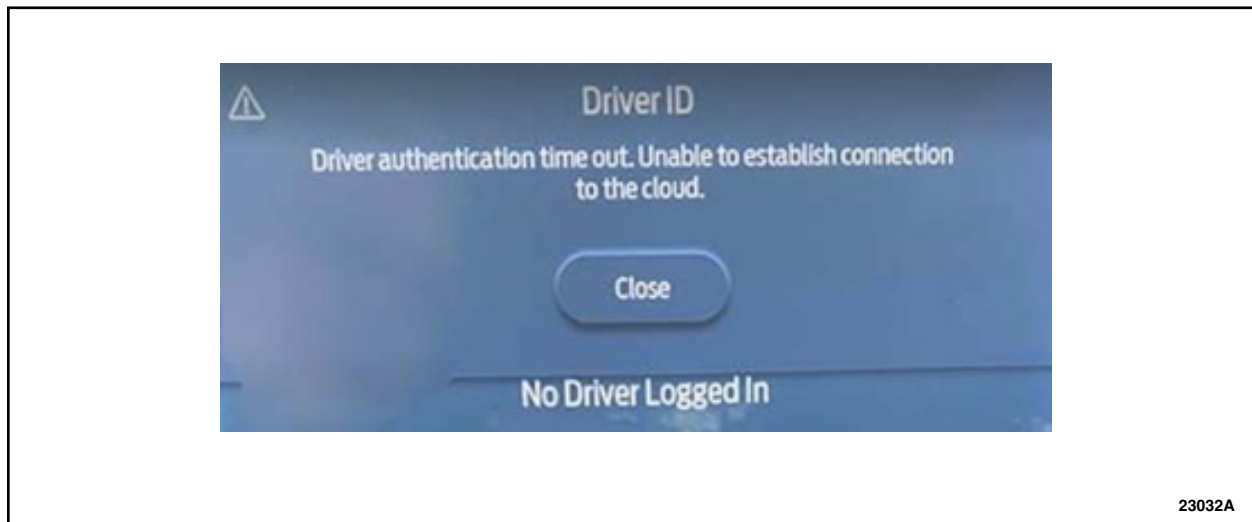 Driver ID
Driver authentication time out. Unable to establish connection
to the cloud.
Close
No Driver Logged In
23032A